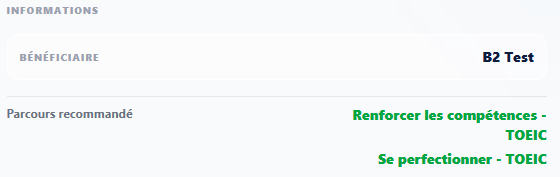 INFORMATIONS
BÉNÉFICIAIRE B2 Test
Parcours recommandé Renforcer les compétences -
TOEIC
Se perfectionner - TOEIC